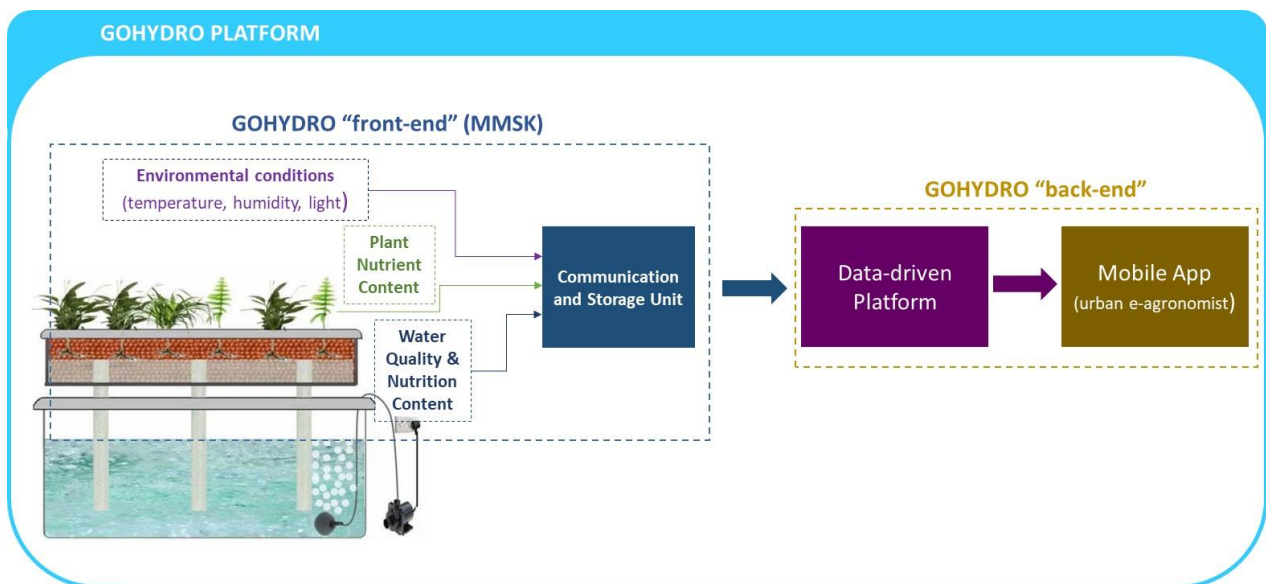 GOHYDRO PLATFORM
GOHYDRO “front-end” (MMSK)
Environmental conditions
(temperature, humidity, light)
Plant
Nutrient
Content
Water
Quality &
Nutrition
Content
Communication
and Storage Unit
GOHYDRO “back-end”
Data-driven
Platform
Mobile App
(urban e-agronomist)